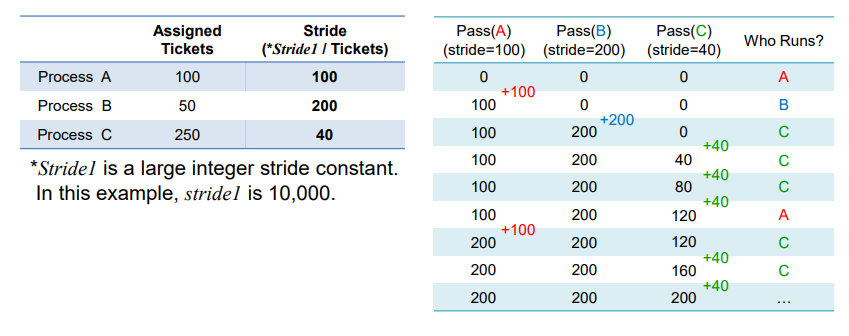 Assigned Tickets Stride (*Stride1 / Tickets)
Process A 100 100
Process B 50 200
Process C 250 40
*Stride1 is a large integer stride constant.
In this example, stride1 is 10,000.
Pass(A) (stride=100) Pass(B) (stride=200) Pass(C) (stride=40) Who Runs?
0 0 0 A
+100
100 0 0 B
+200
100 200 0 C
+40
100 200 40 C
+40
100 200 80 C
+40
100 200 120 A
+100
200 200 120 C
+40
200 200 160 C
+40
200 200 200 ...